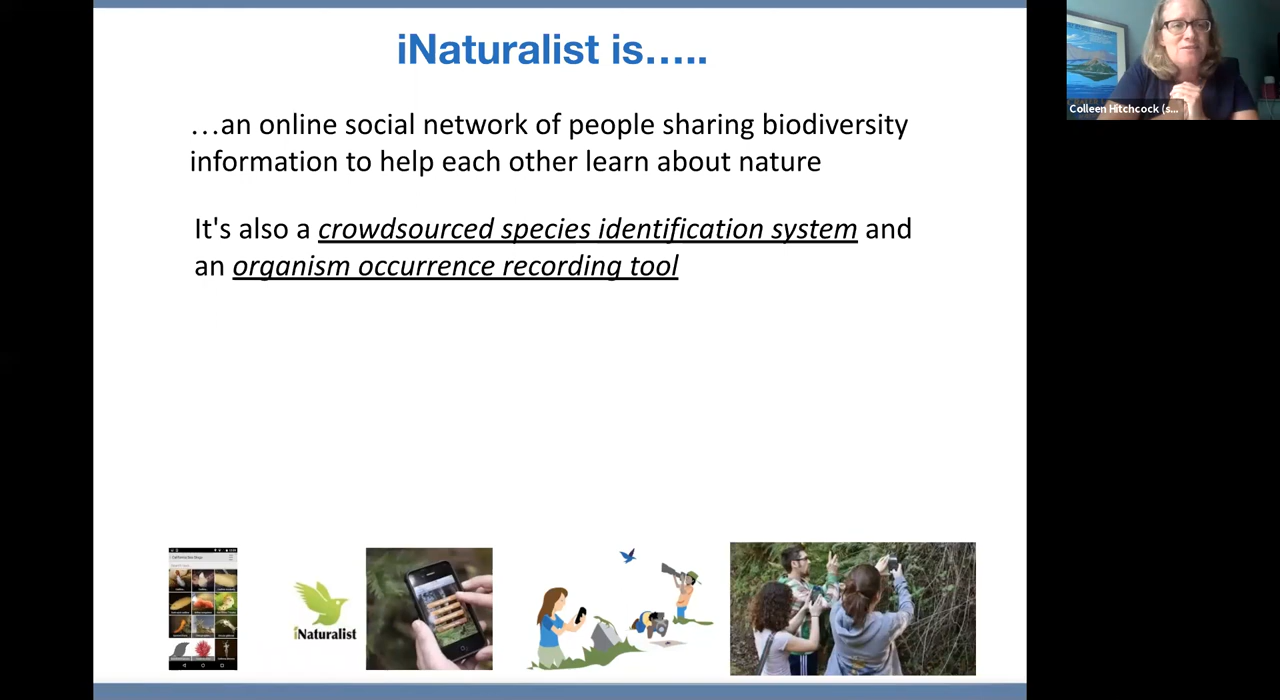 iNaturalist is…..
…an online social network of people sharing biodiversity
information to help each other learn about nature
It's also a crowdsourced species identification system and
an organism occurrence recording tool
iNaturalist
Colleen Hitchcock (s...